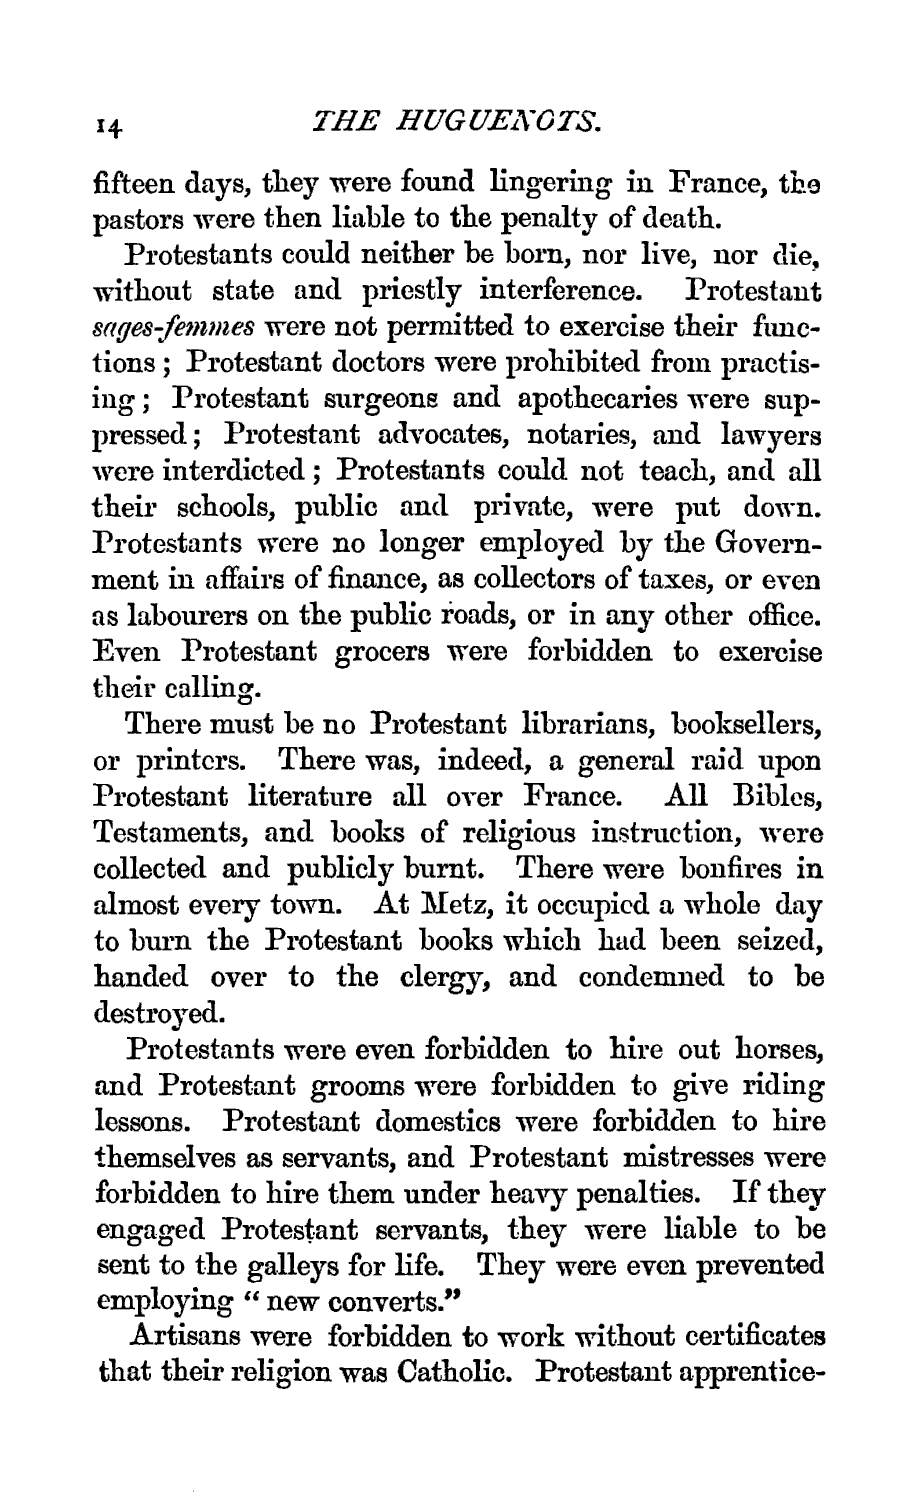 14 THE HUGUENOTS.
fifteen days, they were found lingering in France, the
pastors were then liable to the penalty of death.
Protestants could neither be born, nor live, nor die,
without state and priestly interference. Protestant
sages-femmes were not permitted to exercise their func-
tions ; Protestant doctors were prohibited from practis-
ing ; Protestant surgeons and apothecaries were sup-
pressed ; Protestant advocates, notaries, and lawyers
were interdicted ; Protestants could not teach, and all
their schools, public and private, were put down.
Protestants were no longer employed by the Govern-
ment in affairs of finance, as collectors of taxes, or even
as labourers on the public roads, or in any other office.
Even Protestant grocers were forbidden to exercise
their calling.
There must be no Protestant librarians, booksellers,
or printers. There was, indeed, a general raid upon
Protestant literature all over France. All Bibles,
Testaments, and books of religious instruction, were
collected and publicly burnt. There were bonfires in
almost every town. At Metz, it occupied a whole day
to burn the Protestant books which had been seized,
handed over to the clergy, and condemned to be
destroyed.
Protestants were even forbidden to hire out horses,
and Protestant grooms were forbidden to give riding
lessons. Protestant domestics were forbidden to hire
themselves as servants, and Protestant mistresses were
forbidden to hire them under heavy penalties. If they
engaged Protestant servants, they were liable to be
sent to the galleys for life. They were even prevented
employing “ new converts.”
Artisans were forbidden to work without certificates
that their religion was Catholic. Protestant apprentice-